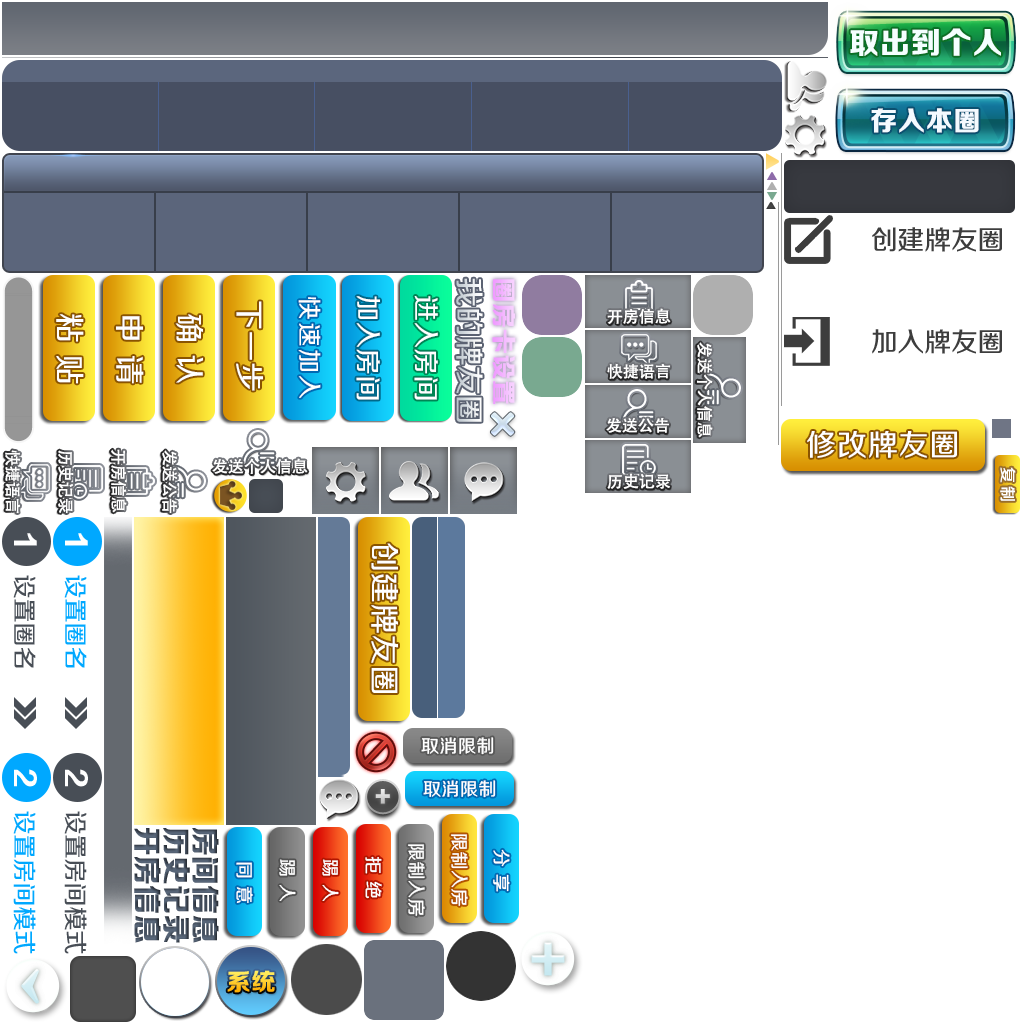 取出到个人
存入本圈
创建牌友圈
加入牌友圈
修改牌友圈
复制
粘贴
申请
确认
下一步
快速加入
加入房间
进入房间
我的牌友圈
圈房卡设置
开房信息
快捷语言
发送公告
历史记录
发送个人信息
快捷语言
历史记录
开房信息
发送公告
发送个人信息
1 设置圈名
2 设置房间模式
1 设置圈名
2 设置房间模式
创建牌友圈
取消限制
取消限制
房间信息
历史记录
开房信息
同意
踢人
踢人
拒绝
限制入房
限制入房
分享
系统